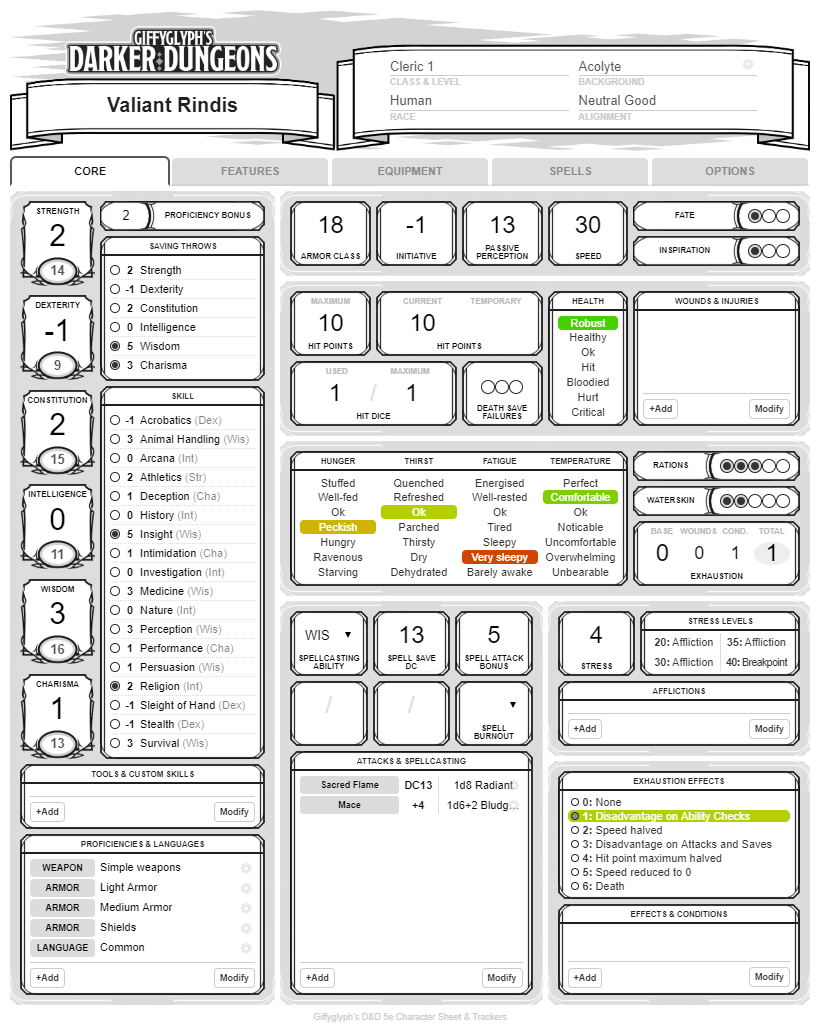 GIFFYGLYPH'S
DARKER DUNGEONS
Valiant Rindis
Cleric 1
CLASS & LEVEL
Acolyte
BACKGROUND
Human
RACE
Neutral Good
ALIGNMENT
CORE
FEATURES
EQUIPMENT
SPELLS
OPTIONS
STRENGTH
2
14
DEXTERITY
-1
9
CONSTITUTION
2
15
INTELLIGENCE
0
11
WISDOM
3
16
CHARISMA
1
13
2 PROFICIENCY BONUS
SAVING THROWS
2 Strength
-1 Dexterity
2 Constitution
0 Intelligence
5 Wisdom
3 Charisma
SKILL
-1 Acrobatics (Dex)
3 Animal Handling (Wis)
0 Arcana (Int)
2 Athletics (Str)
1 Deception (Cha)
0 History (Int)
5 Insight (Wis)
1 Intimidation (Cha)
0 Investigation (Int)
3 Medicine (Wis)
0 Nature (Int)
3 Perception (Wis)
1 Performance (Cha)
1 Persuasion (Wis)
2 Religion (Int)
-1 Sleight of Hand (Dex)
-1 Stealth (Dex)
3 Survival (Wis)
TOOLS & CUSTOM SKILLS
+Add
Modify
PROFICIENCIES & LANGUAGES
WEAPON Simple weapons
ARMOR Light Armor
ARMOR Medium Armor
ARMOR Shields
LANGUAGE Common
+Add
Modify
18
ARMOR CLASS
-1
INITIATIVE
13
PASSIVE
PERCEPTION
30
SPEED
FATE
INSPIRATION
MAXIMUM
10
HIT POINTS
CURRENT TEMPORARY
10
HIT POINTS
USED MAXIMUM
1 / 1
HIT DICE
DEATH SAVE
FAILURES
HEALTH
Robust
Healthy
Ok
Hit
Bloodied
Hurt
Critical
WOUNDS & INJURIES
+Add
Modify
HUNGER
Stuffed
Well-fed
Ok
Peckish
Hungry
Ravenous
Starving
THIRST
Quenched
Refreshed
Ok
Parched
Thirsty
Dry
Dehydrated
FATIGUE
Energised
Well-rested
Ok
Tired
Sleepy
Very sleepy
Barely awake
TEMPERATURE
Perfect
Comfortable
Ok
Noticable
Uncomfortable
Overwhelming
Unbearable
RATIONS
WATERSKIN
BASE WOUNDS COND. TOTAL
0 0 1 1
EXHAUSTION
WIS
SPELLCASTING
ABILITY
13
SPELL SAVE
DC
5
SPELL ATTACK
BONUS
/
/
SPELL
BURNOUT
ATTACKS & SPELLCASTING
Sacred Flame DC13 1d8 Radiant
Mace +4 1d6+2 Bludg...
+Add
Modify
4
STRESS
STRESS LEVELS
20: Affliction 35: Affliction
30: Affliction 40: Breakpoint
AFFLICTIONS
+Add
Modify
EXHAUSTION EFFECTS
0: None
1: Disadvantage on Ability Checks
2: Speed halved
3: Disadvantage on Attacks and Saves
4: Hit point maximum halved
5: Speed reduced to 0
6: Death
EFFECTS & CONDITIONS
+Add
Modify
Giffyglyph's D&D 5e Character Sheet & Trackers